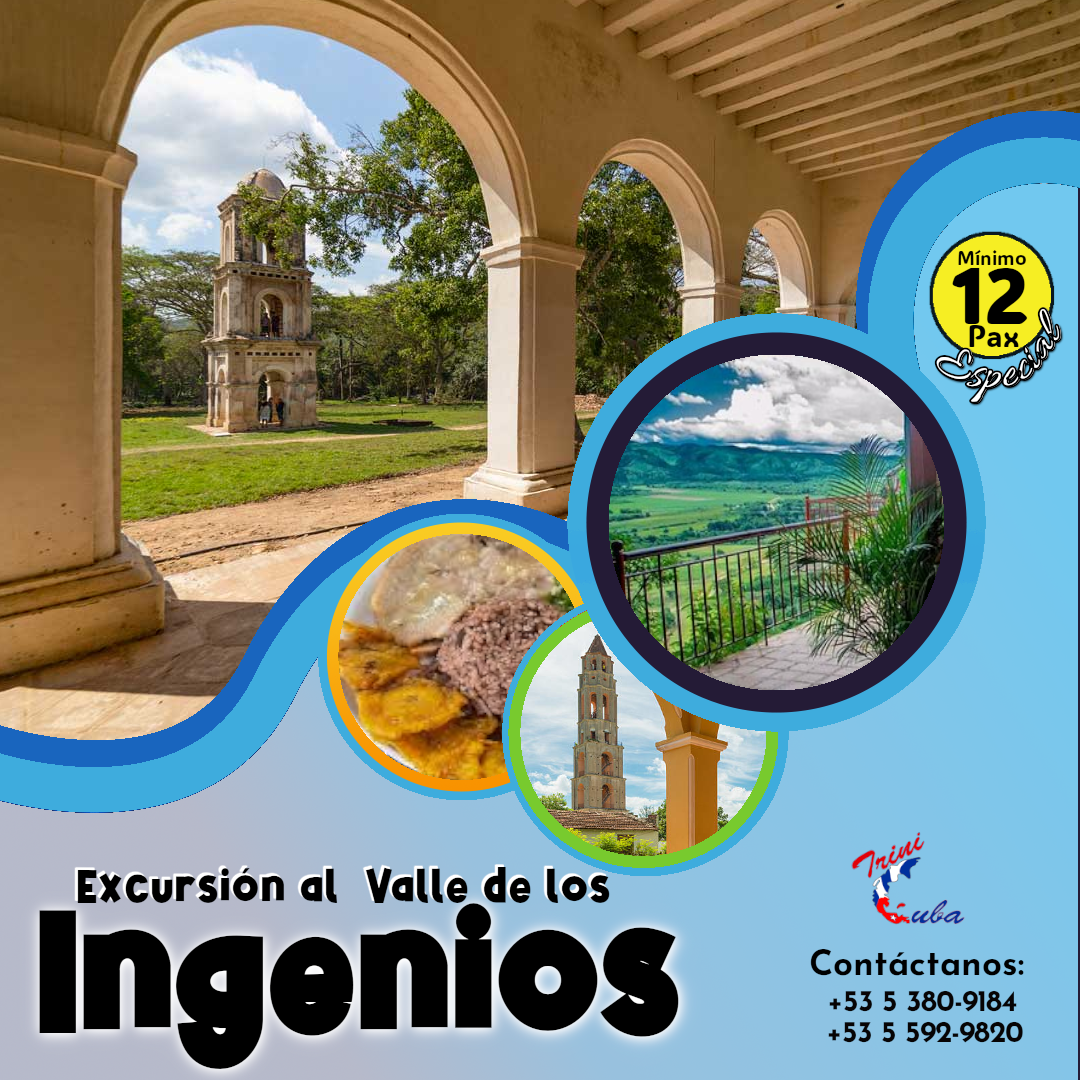 Mínimo
12
Pax
Especial
Excursión al Valle de los
Ingenios
Trini
Cuba
Contáctanos:
+53 5 380-9184
+53 5 592-9820